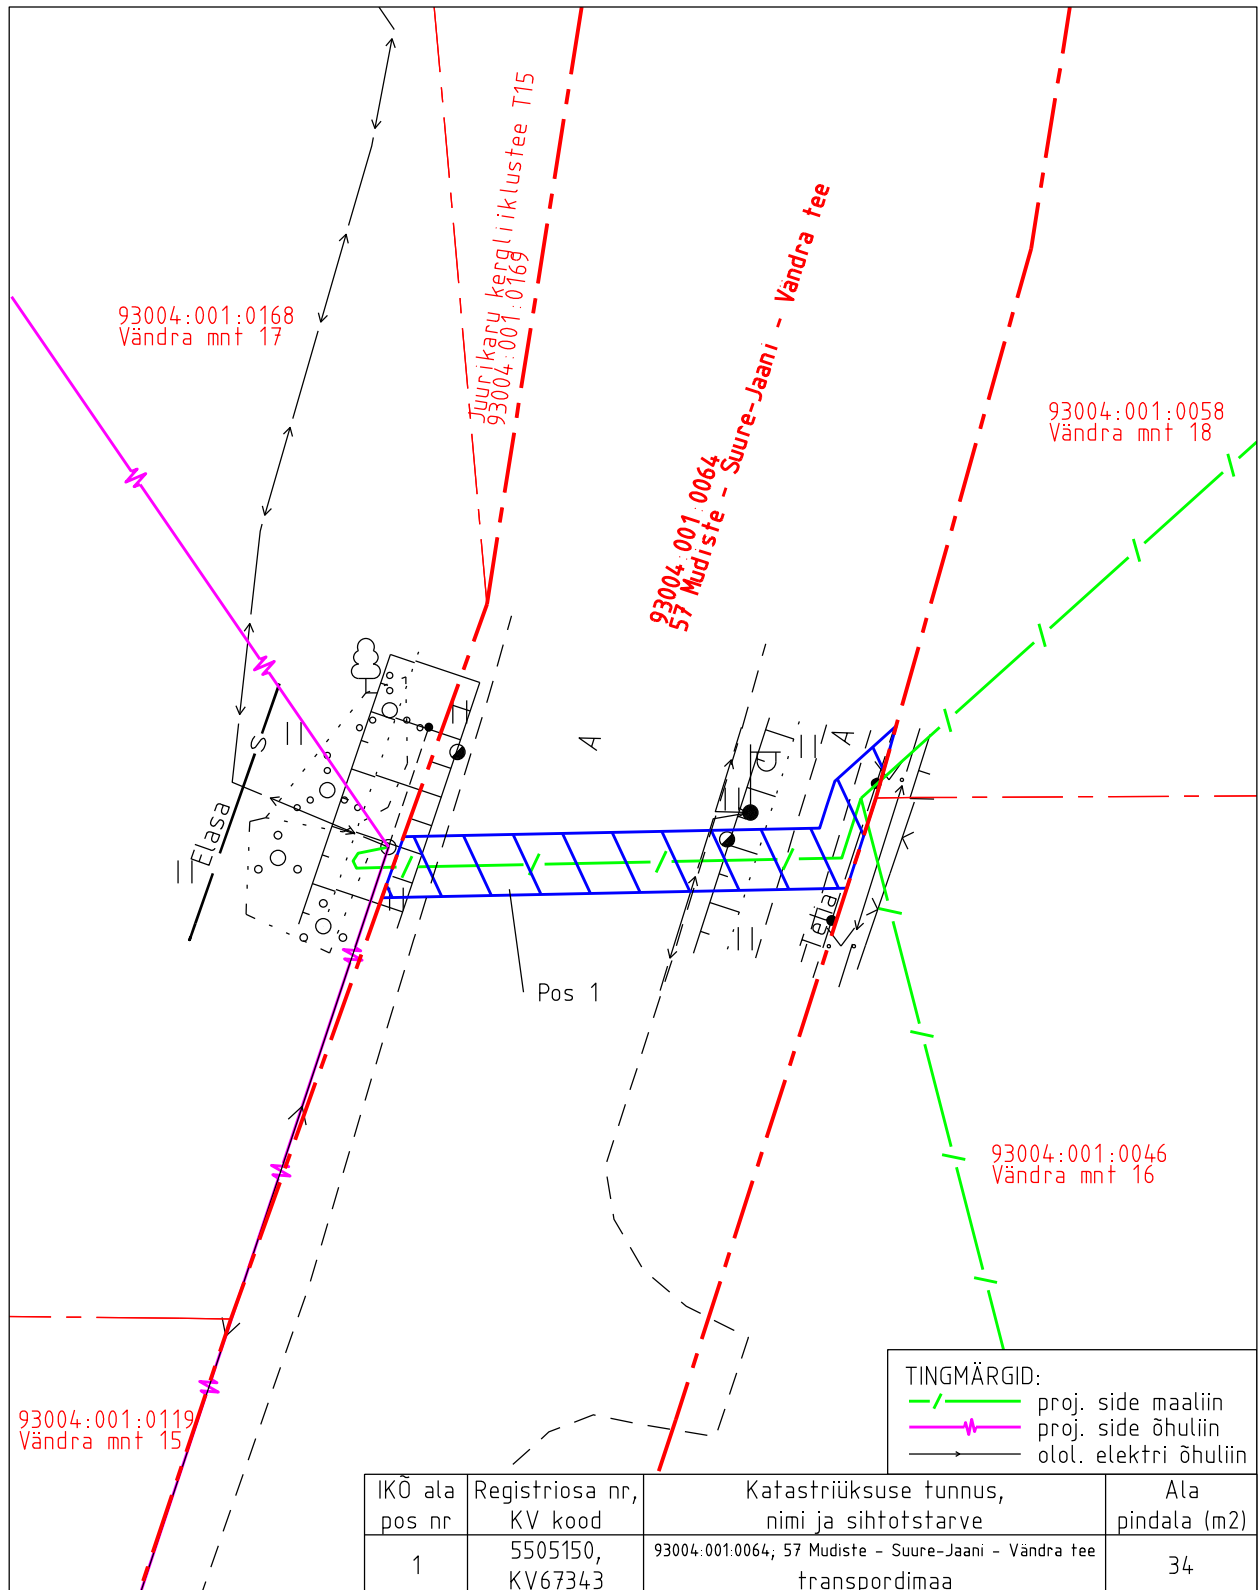 Juurikaru kergliiklustee T15
93004:001:0169
93004:001:0064
57 Mudiste - Suure-Jaani - Vändra tee
93004:001:0168
Vändra mnt 17
93004:001:0058
Vändra mnt 18
A
A
S
Elasa
Telia
Pos 1
93004:001:0046
Vändra mnt 16
93004:001:0119
Vändra mnt 15
TINGMÄRGID:
proj. side maaliin
proj. side õhuliin
olol. elektri õhuliin
IKÕ ala
pos nr
Registriosa nr,
KV kood
Katastriüksuse tunnus,
nimi ja sihtotstarve
Ala
pindala (m2)
1
5505150,
KV67343
93004:001:0064; 57 Mudiste - Suure-Jaani - Vändra tee
transpordimaa
34